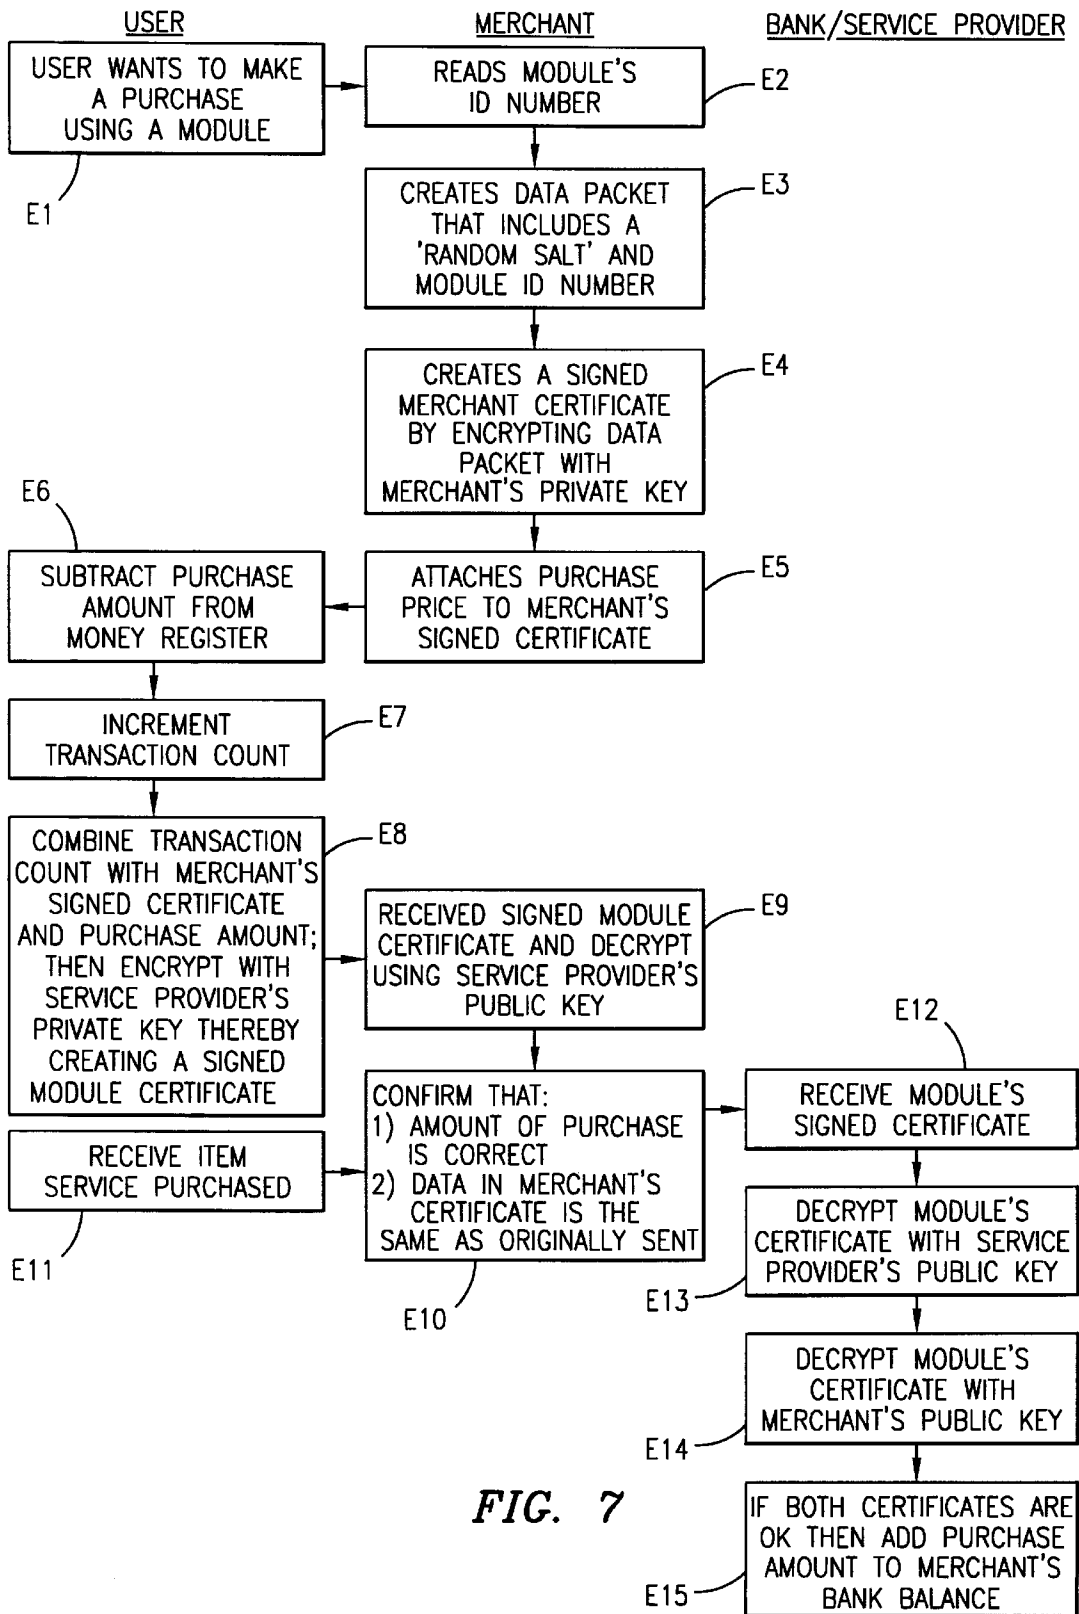 USER
MERCHANT
BANK/SERVICE PROVIDER
USER WANTS TO MAKE
A PURCHASE
USING A MODULE
E1
READS MODULE'S
ID NUMBER
E2
CREATES DATA PACKET
THAT INCLUDES A
'RANDOM SALT' AND
MODULE ID NUMBER
E3
CREATES A SIGNED
MERCHANT CERTIFICATE
BY ENCRYPTING DATA
PACKET WITH
MERCHANT'S PRIVATE KEY
E4
ATTACHES PURCHASE
PRICE TO MERCHANT'S
SIGNED CERTIFICATE
E5
E6
SUBTRACT PURCHASE
AMOUNT FROM
MONEY REGISTER
INCREMENT
TRANSACTION COUNT
E7
COMBINE TRANSACTION
COUNT WITH MERCHANT'S
SIGNED CERTIFICATE
AND PURCHASE AMOUNT;
THEN ENCRYPT WITH
SERVICE PROVIDER'S
PRIVATE KEY THEREBY
CREATING A SIGNED
MODULE CERTIFICATE
E8
RECEIVED SIGNED MODULE
CERTIFICATE AND DECRYPT
USING SERVICE PROVIDER'S
PUBLIC KEY
E9
CONFIRM THAT:
1) AMOUNT OF PURCHASE
IS CORRECT
2) DATA IN MERCHANT'S
CERTIFICATE IS THE
SAME AS ORIGINALLY SENT
E10
RECEIVE ITEM
SERVICE PURCHASED
E11
E12
RECEIVE MODULE'S
SIGNED CERTIFICATE
DECRYPT MODULE'S
CERTIFICATE WITH SERVICE
PROVIDER'S PUBLIC KEY
E13
DECRYPT MODULE'S
CERTIFICATE WITH
MERCHANT'S PUBLIC KEY
E14
IF BOTH CERTIFICATES ARE
OK THEN ADD PURCHASE
AMOUNT TO MERCHANT'S
BANK BALANCE
E15
FIG. 7